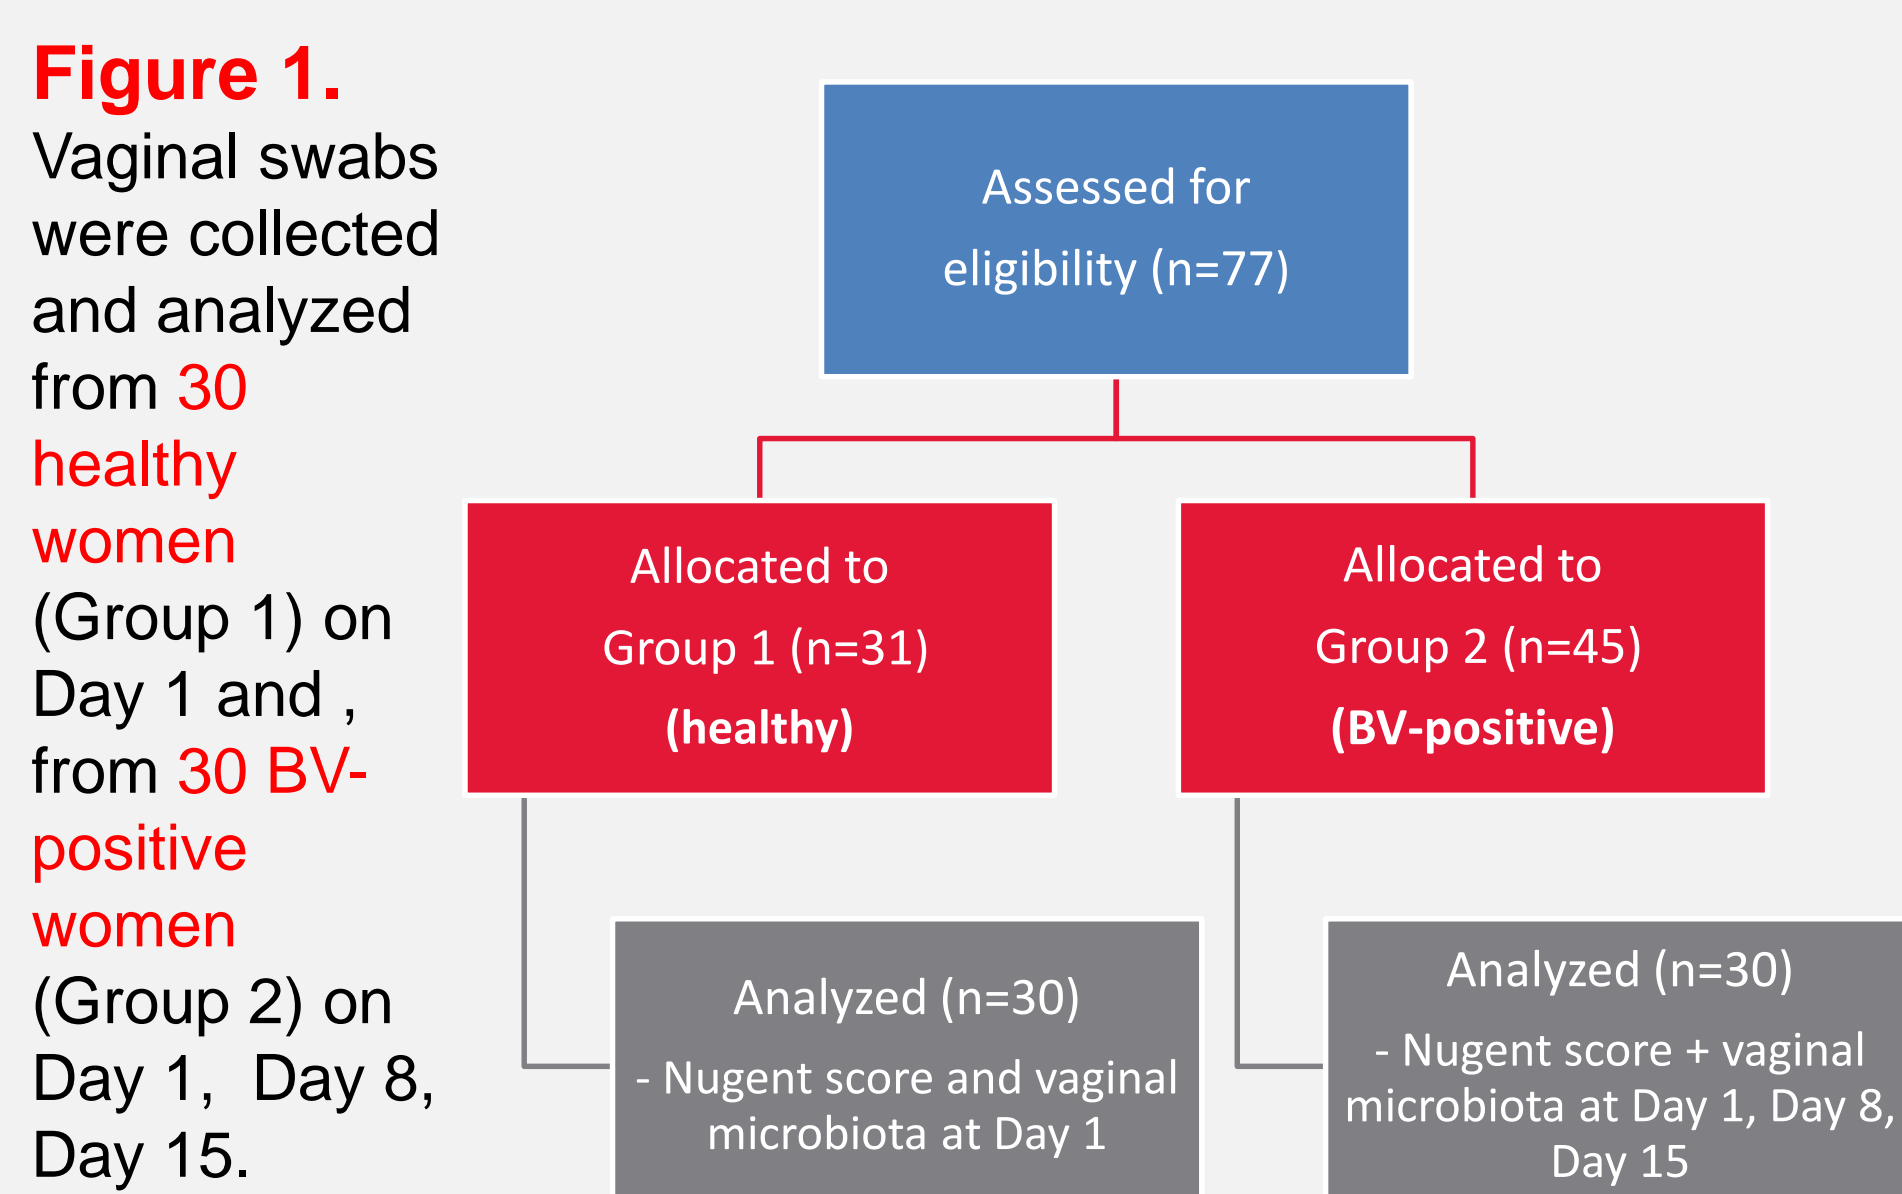 Figure 1.
Vaginal swabs
were collected
and analyzed
from 30
healthy
women
(Group 1) on
Day 1 and ,
from 30 BV-
positive
women
(Group 2) on
Day 1,  Day 8,
Day 15.
Assessed for
eligibility (n=77)
Allocated to
Group 1 (n=31)
(healthy)
Allocated to
Group 2 (n=45)
(BV-positive)
Analyzed (n=30)
- Nugent score and vaginal
microbiota at Day 1
Analyzed (n=30)
- Nugent score + vaginal
microbiota at Day 1, Day 8,
Day 15